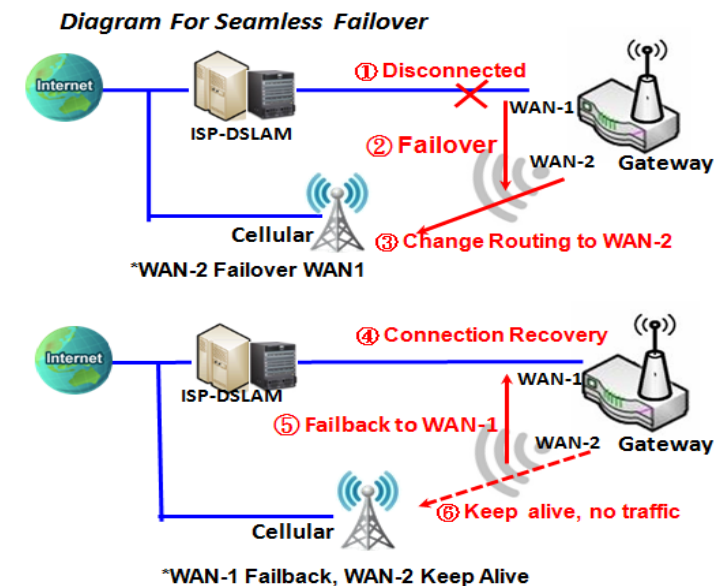 Diagram For Seamless Failover
① Disconnected
Internet
WAN-1
ISP-DSLAM
② Failover
WAN-2 Gateway
Cellular
③ Change Routing to WAN-2
*WAN-2 Failover WAN1
④ Connection Recovery
Internet
WAN-1
ISP-DSLAM
⑤ Failback to WAN-1
WAN-2 Gateway
⑥ Keep alive, no traffic
Cellular
*WAN-1 Failback, WAN-2 Keep Alive